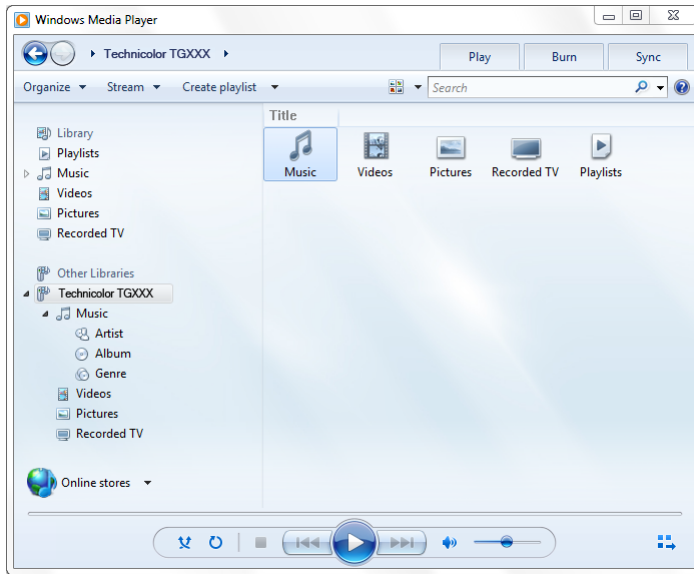 Windows Media Player
Technicolor TGXXX
Play Burn Sync
Organize Stream Create playlist Search
Title
Library
Playlists
Music
Videos
Pictures
Recorded TV
Music Videos Pictures Recorded TV Playlists
Other Libraries
Technicolor TGXXX
Music
Artist
Album
Genre
Videos
Pictures
Recorded TV
Online stores